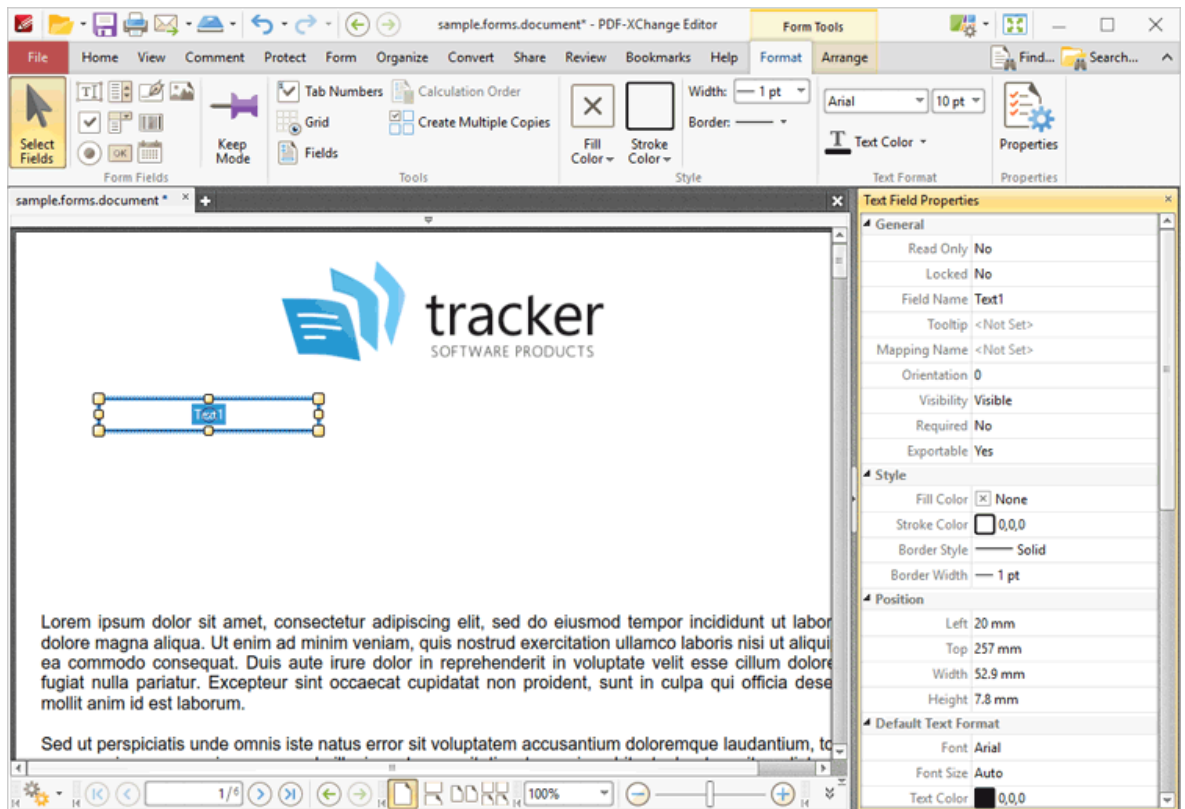 sample.forms.document* - PDF-XChange Editor
Form Tools
File Home View Comment Protect Form Organize Convert Share Review Bookmarks Help Format Arrange Find... Search...
Select Fields
OK
Form Fields
Keep Mode
Tab Numbers
Grid
Fields
Calculation Order
Create Multiple Copies
Tools
Fill Color
Stroke Color
Width: 1 pt
Border:
Style
Arial 10 pt
T Text Color
Text Format
Properties
Properties
sample.forms.document *
tracker
SOFTWARE PRODUCTS
Text1
Lorem ipsum dolor sit amet, consectetur adipiscing elit, sed do eiusmod tempor incididunt ut labor
dolore magna aliqua. Ut enim ad minim veniam, quis nostrud exercitation ullamco laboris nisi ut aliqui
ea commodo consequat. Duis aute irure dolor in reprehenderit in voluptate velit esse cillum dolore
fugiat nulla pariatur. Excepteur sint occaecat cupidatat non proident, sunt in culpa qui officia dese
mollit anim id est laborum.
Sed ut perspiciatis unde omnis iste natus error sit voluptatem accusantium doloremque laudantium, to
1/6
100%
Text Field Properties
General
Read Only No
Locked No
Field Name Text1
Tooltip <Not Set>
Mapping Name <Not Set>
Orientation 0
Visibility Visible
Required No
Exportable Yes
Style
Fill Color None
Stroke Color 0,0,0
Border Style Solid
Border Width 1 pt
Position
Left 20 mm
Top 257 mm
Width 52.9 mm
Height 7.8 mm
Default Text Format
Font Arial
Font Size Auto
Text Color 0,0,0